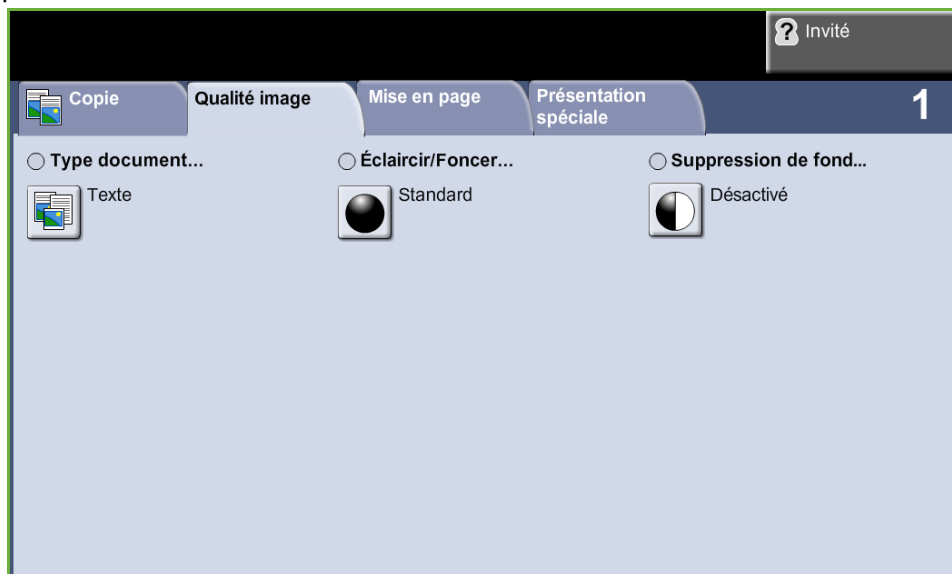 Invité
Copie
Qualité image
Mise en page
Présentation
spéciale
1
Type document...
Éclaircir/Foncer...
Suppression de fond...
Texte
Standard
Désactivé